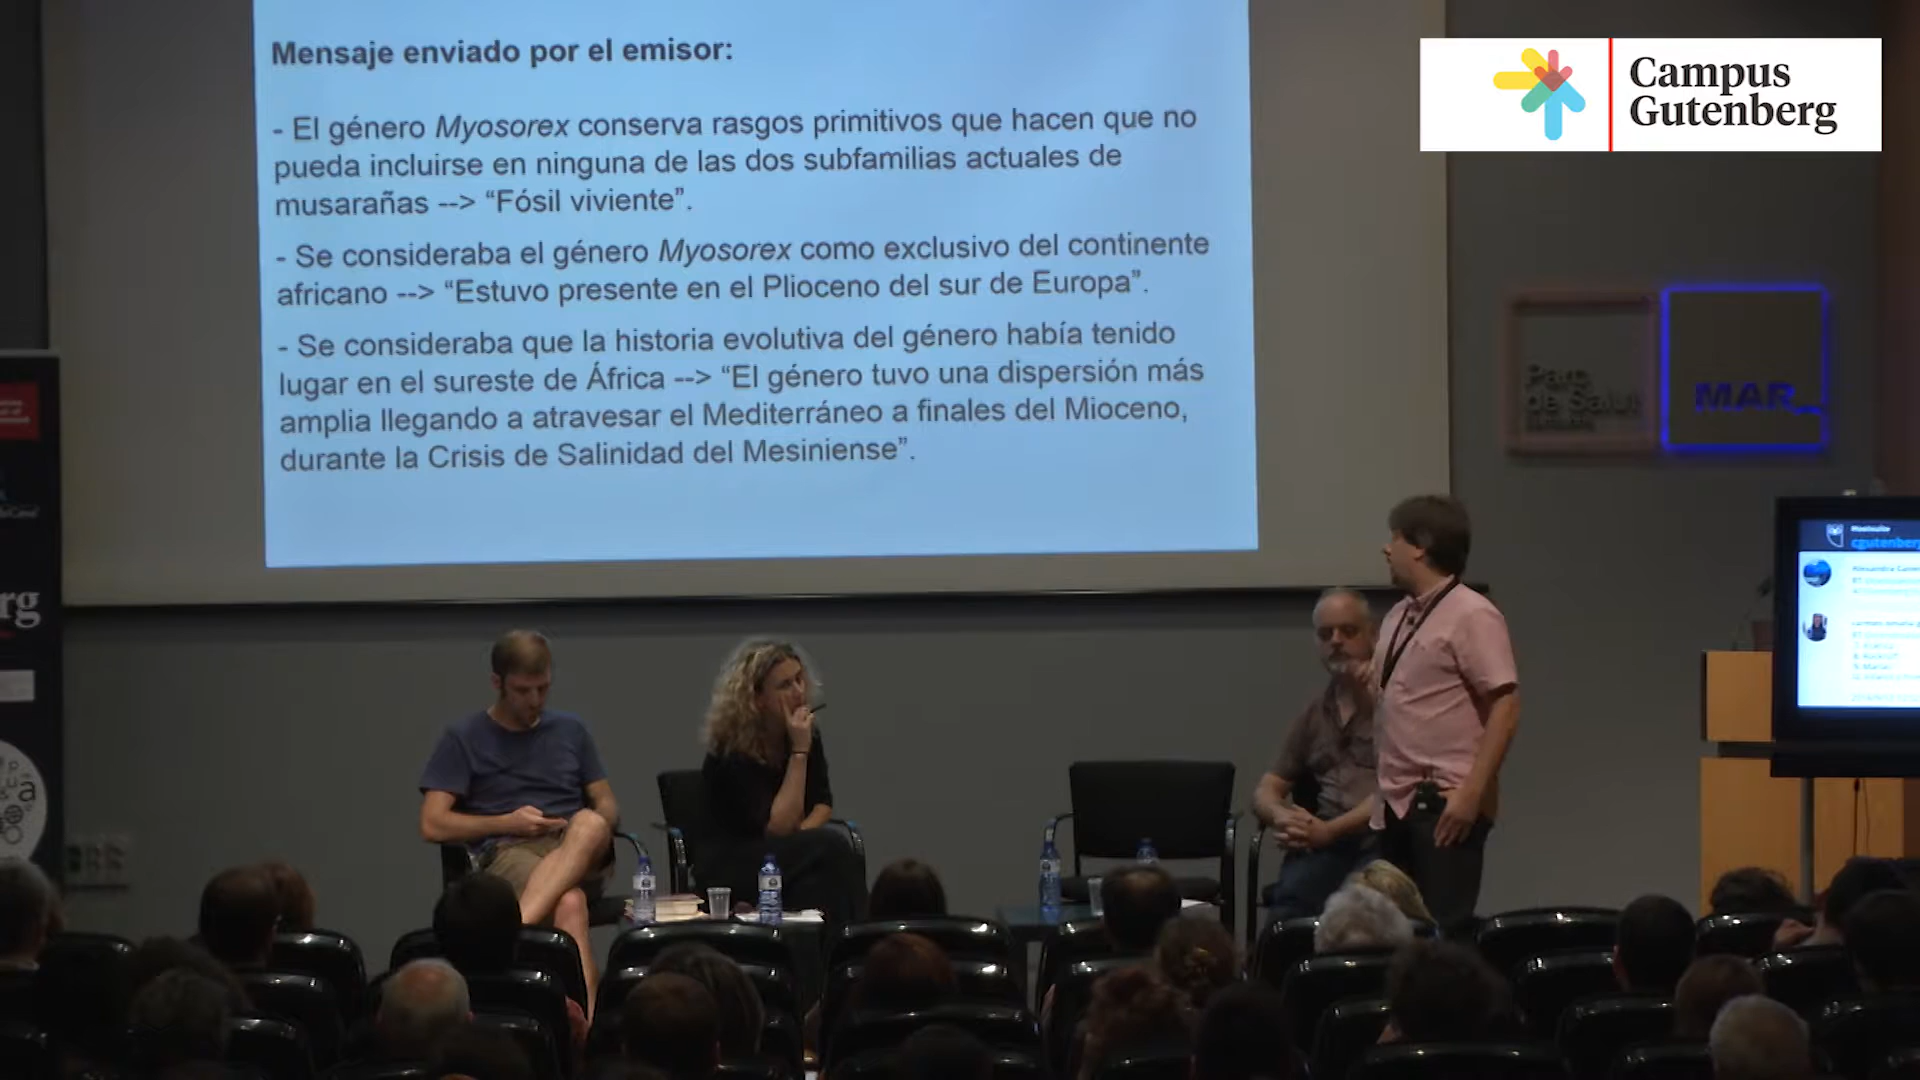 Mensaje enviado por el emisor:
- El género Myosorex conserva rasgos primitivos que hacen que no
pueda incluirse en ninguna de las dos subfamilias actuales de
musarañas --> “Fósil viviente”.
- Se consideraba el género Myosorex como exclusivo del continente
africano --> “Estuvo presente en el Plioceno del sur de Europa”.
- Se consideraba que la historia evolutiva del género había tenido
lugar en el sureste de África --> “El género tuvo una dispersión más
amplia llegando a atravesar el Mediterráneo a finales del Mioceno,
durante la Crisis de Salinidad del Mesiniense”.
Campus
Gutenberg
Parc
de Salut
MAR
rg
cgutenberg